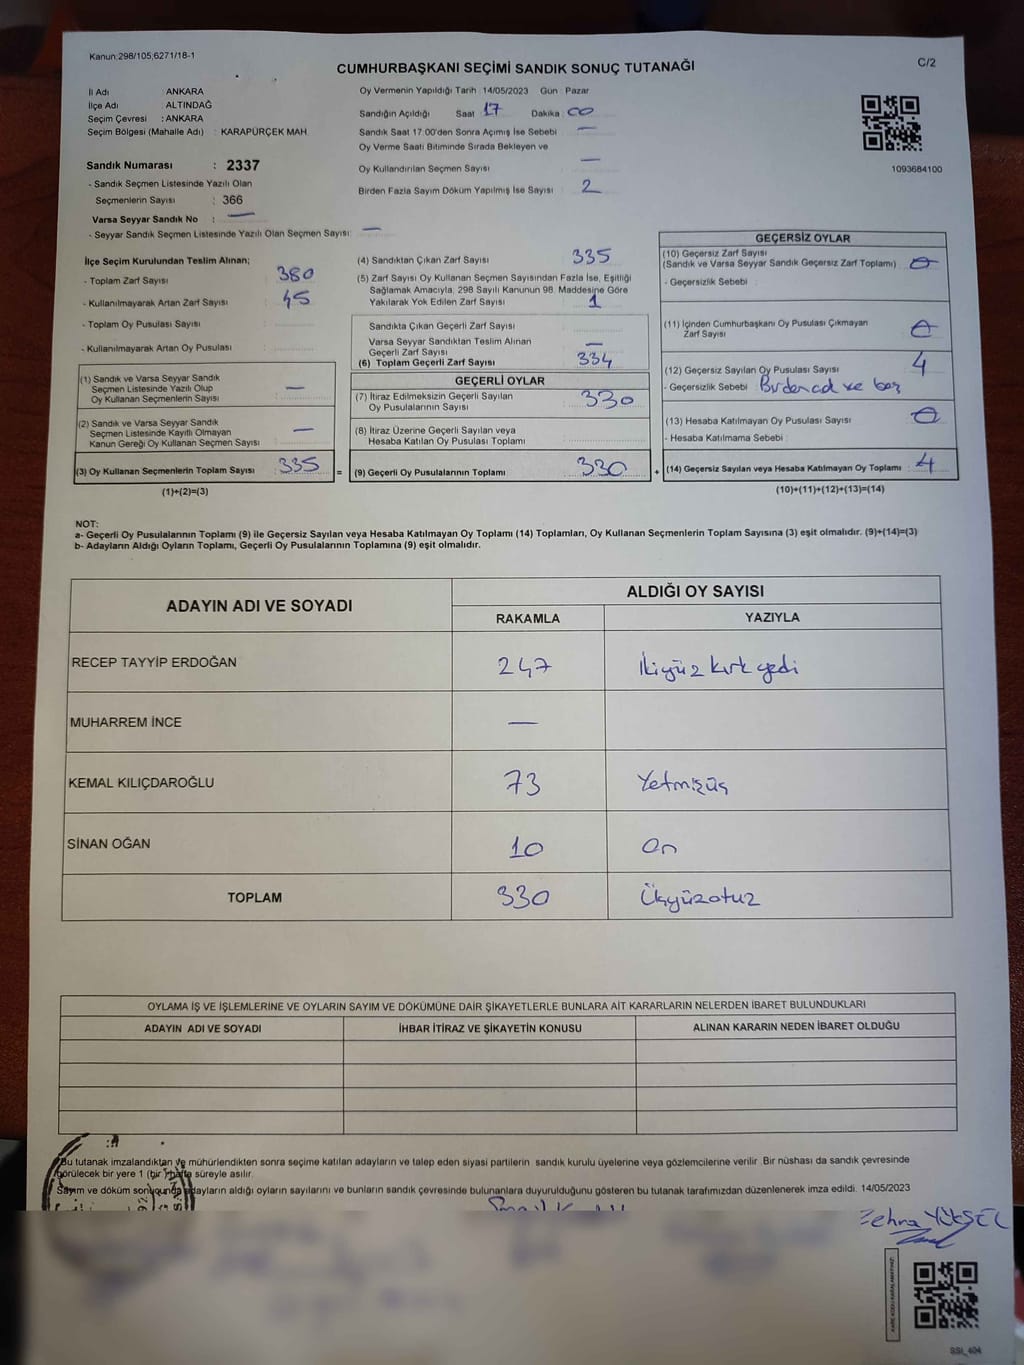 Kanun:298/105;6271/18-1
CUMHURBAŞKANI SEÇİMİ SANDIK SONUÇ TUTANAĞI
C/2
İl Adı : ANKARA
İlçe Adı : ALTINDAĞ
Seçim Çevresi : ANKARA
Seçim Bölgesi (Mahalle Adı) : KARAPÜRÇEK MAH.
Sandık Numarası : 2337
- Sandık Seçmen Listesinde Yazılı Olan
Seçmenlerin Sayısı : 366
Varsa Seyyar Sandık No : —
- Seyyar Sandık Seçmen Listesinde Yazılı Olan Seçmen Sayısı: —
Oy Vermenin Yapıldığı Tarih : 14/05/2023 Gün : Pazar
Sandığın Açıldığı Saat : 17 Dakika : 00
Sandık Saat 17:00'den Sonra Açımış İse Sebebi : —
Oy Verme Saati Bitiminde Sırada Bekleyen ve
Oy Kullandırılan Seçmen Sayısı —
Birden Fazla Sayım Döküm Yapılmış İse Sayısı : 2
1093684100
İlçe Seçim Kurulundan Teslim Alınan;
- Toplam Zarf Sayısı : 380
- Kullanılmayarak Artan Zarf Sayısı : 45
- Toplam Oy Pusulası Sayısı :
- Kullanılmayarak Artan Oy Pusulası :
(1) Sandık ve Varsa Seyyar Sandık
Seçmen Listesinde Yazılı Olup
Oy Kullanan Seçmenlerin Sayısı : —
(2) Sandık ve Varsa Seyyar Sandık
Seçmen Listesinde Kayıtlı Olmayan
Kanun Gereği Oy Kullanan Seçmen Sayısı : —
(3) Oy Kullanan Seçmenlerin Toplam Sayısı : 335
(1)+(2)=(3)
=
(4) Sandıktan Çıkan Zarf Sayısı : 335
(5) Zarf Sayısı Oy Kullanan Seçmen Sayısından Fazla İse, Eşitliği
Sağlamak Amacıyla, 298 Sayılı Kanunun 98. Maddesine Göre
Yakılarak Yok Edilen Zarf Sayısı : 1
Sandıkta Çıkan Geçerli Zarf Sayısı :
Varsa Seyyar Sandıktan Teslim Alınan
Geçerli Zarf Sayısı : —
(6) Toplam Geçerli Zarf Sayısı : 334
GEÇERLİ OYLAR
(7) İtiraz Edilmeksizin Geçerli Sayılan
Oy Pusulalarının Sayısı : 330
(8) İtiraz Üzerine Geçerli Sayılan veya
Hesaba Katılan Oy Pusulası Toplamı :
(9) Geçerli Oy Pusulalarının Toplamı : 330
+
GEÇERSİZ OYLAR
(10) Geçersiz Zarf Sayısı
(Sandık ve Varsa Seyyar Sandık Geçersiz Zarf Toplamı) : 0
- Geçersizlik Sebebi :
(11) İçinden Cumhurbaşkanı Oy Pusulası Çıkmayan
Zarf Sayısı : 0
(12) Geçersiz Sayılan Oy Pusulası Sayısı : 4
- Geçersizlik Sebebi :
(13) Hesaba Katılmayan Oy Pusulası Sayısı : 0
- Hesaba Katılmama Sebebi :
(14) Geçersiz Sayılan veya Hesaba Katılmayan Oy Toplamı : 4
(10)+(11)+(12)+(13)=(14)
NOT:
a- Geçerli Oy Pusulalarının Toplamı (9) ile Geçersiz Sayılan veya Hesaba Katılmayan Oy Toplamı (14) Toplamları, Oy Kullanan Seçmenlerin Toplam Sayısına (3) eşit olmalıdır. (9)+(14)=(3)
b- Adayların Aldığı Oyların Toplamı, Geçerli Oy Pusulalarının Toplamına (9) eşit olmalıdır.
ADAYIN ADI VE SOYADI
ALDIĞI OY SAYISI
RAKAMLA YAZIYLA
RECEP TAYYİP ERDOĞAN 247 İkiyüz kırk yedi
MUHARREM İNCE —
KEMAL KILIÇDAROĞLU 73 Yetmişüç
SİNAN OĞAN 10 On
TOPLAM 330 Üçyüzotuz
OYLAMA İŞ VE İŞLEMLERİNE VE OYLARIN SAYIM VE DÖKÜMÜNE DAİR ŞİKAYETLERLE BUNLARA AİT KARARLARIN NELERDEN İBARET BULUNDUKLARI
ADAYIN ADI VE SOYADI İHBAR İTİRAZ VE ŞİKAYETİN KONUSU ALINAN KARARIN NEDEN İBARET OLDUĞU
Bu tutanak imzalandıktan ve mühürlendikten sonra seçime katılan adayların ve talep eden siyasi partilerin sandık kurulu üyelerine veya gözlemcilerine verilir. Bir nüshası da sandık çevresinde
görülecek bir yere 1 (bir) hafta süreyle asılır.
Sayım ve döküm sonucunda adayların aldığı oyların sayılarını ve bunların sandık çevresinde bulunanlara duyurulduğunu gösteren bu tutanak tarafımızdan düzenlenerek imza edildi. 14/05/2023
Zehra YÜKSEL
SSI_404